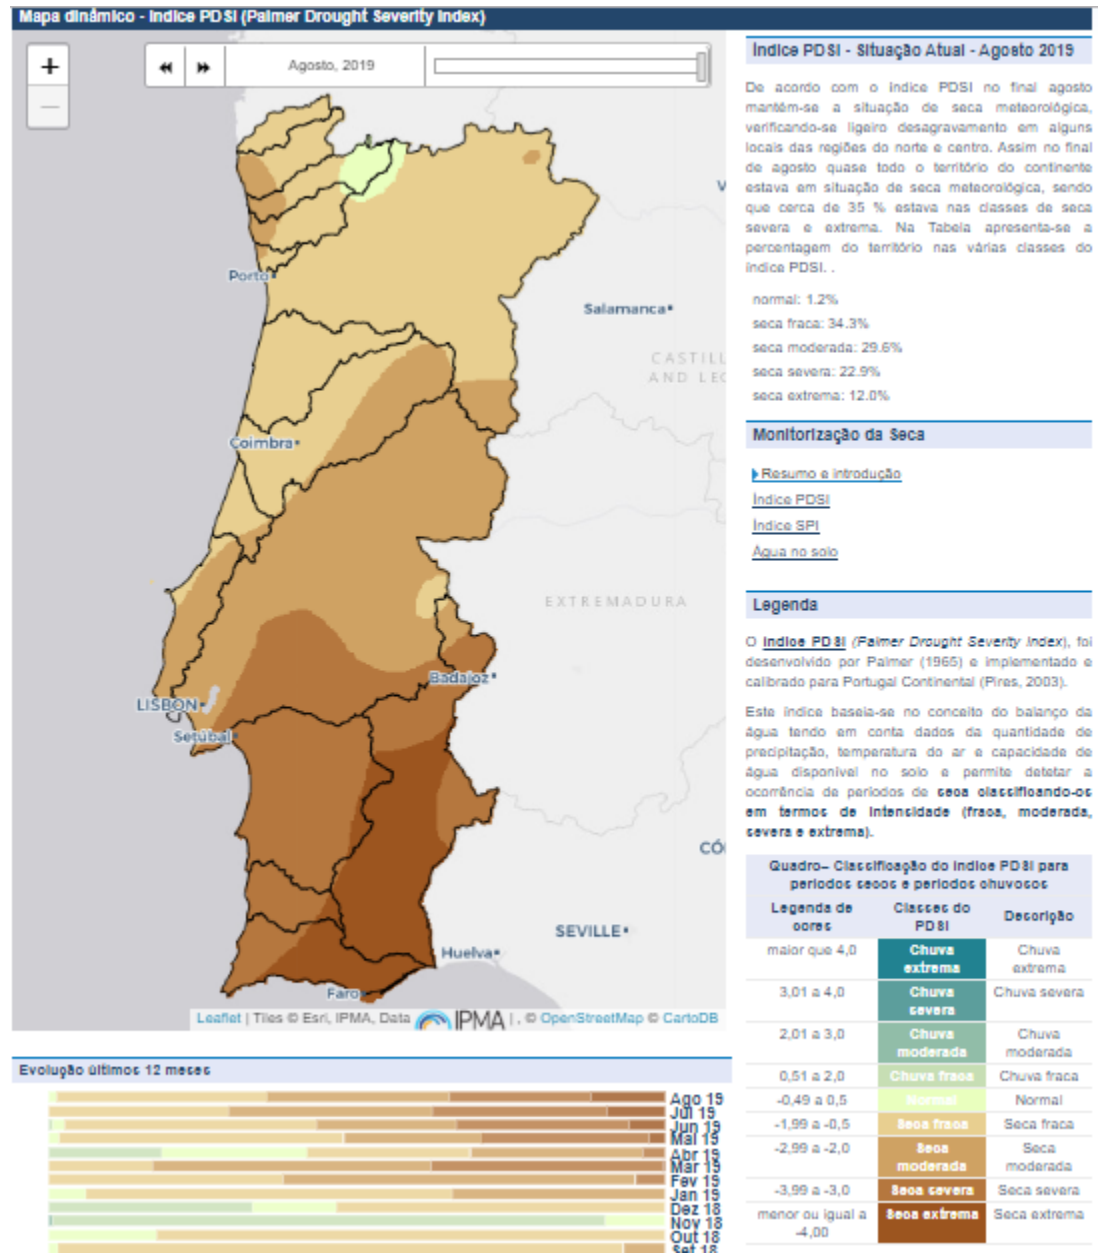 Mapa dinâmico - Indice PDSI (Palmer Drought Severity Index)
+
−
Agosto, 2019
Porto
Salamanca
CASTILL
AND LEO
Coimbra
EXTREMADURA
Badajoz
LISBON
Setúbal
CÓ
SEVILLE
Huelva
Faro
Leaflet | Tiles © Esri, IPMA, Data IPMA | , © OpenStreetMap © CartoDB
Evolução últimos 12 meses
Ago 19
Jul 19
Jun 19
Mai 19
Abr 19
Mar 19
Fev 19
Jan 19
Dez 18
Nov 18
Out 18
Set 18
Índice PDSI - Situação Atual - Agosto 2019
De acordo com o índice PDSI no final agosto
mantém-se a situação de seca meteorológica,
verificando-se ligeiro desagravamento em alguns
locais das regiões do norte e centro. Assim no final
de agosto quase todo o território do continente
estava em situação de seca meteorológica, sendo
que cerca de 35 % estava nas classes de seca
severa e extrema. Na Tabela apresenta-se a
percentagem do território nas várias classes do
índice PDSI. .
normal: 1.2%
seca fraca: 34.3%
seca moderada: 29.6%
seca severa: 22.9%
seca extrema: 12.0%
Monitorização da Seca
Resumo e introdução
Índice PDSI
Índice SPI
Água no solo
Legenda
O índice PDSI (Palmer Drought Severity Index), foi
desenvolvido por Palmer (1965) e implementado e
calibrado para Portugal Continental (Pires, 2003).
Este índice baseia-se no conceito do balanço da
água tendo em conta dados da quantidade de
precipitação, temperatura do ar e capacidade de
água disponível no solo e permite detetar a
ocorrência de períodos de seca classificando-os
em termos de intensidade (fraca, moderada,
severa e extrema).
Quadro– Classificação do índice PDSI para
períodos secos e períodos chuvosos
Legenda de cores Classes do PDSI Descrição
maior que 4,0 Chuva extrema Chuva extrema
3,01 a 4,0 Chuva severa Chuva severa
2,01 a 3,0 Chuva moderada Chuva moderada
0,51 a 2,0 Chuva fraca Chuva fraca
-0,49 a 0,5 Normal Normal
-1,99 a -0,5 Seca fraca Seca fraca
-2,99 a -2,0 Seca moderada Seca moderada
-3,99 a -3,0 Seca severa Seca severa
menor ou igual a -4,00 Seca extrema Seca extrema